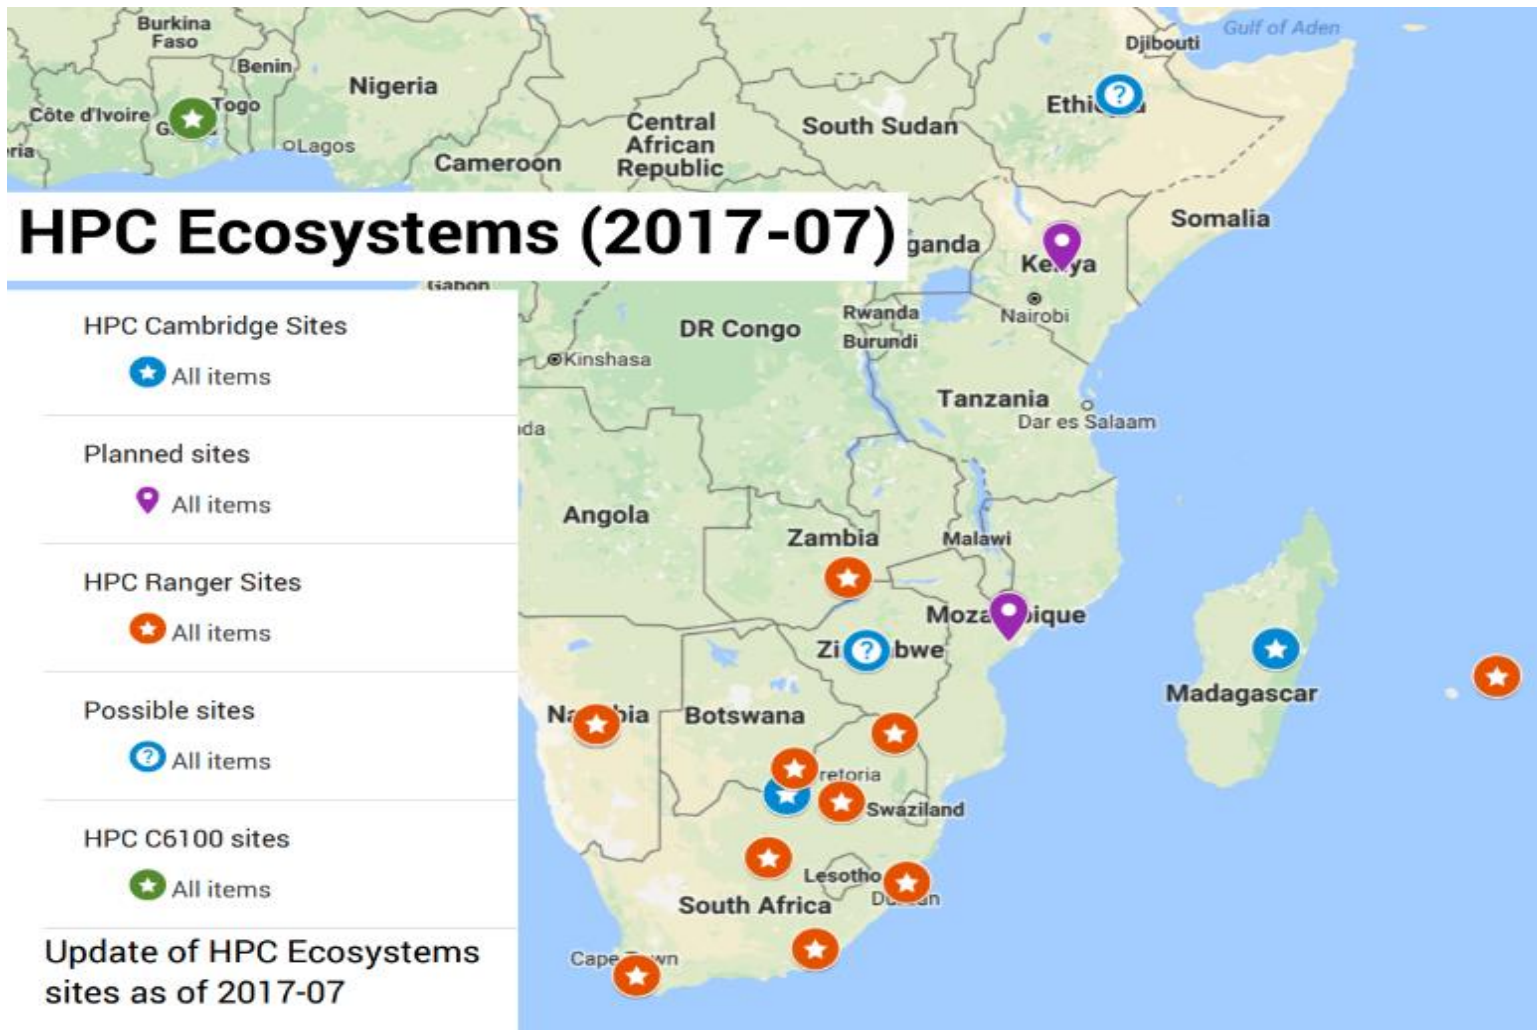 Burkina
Faso
Gulf of Aden
Djibouti
Benin
Nigeria
Côte d'Ivoire
Togo
Lagos
Central
African
Republic
South Sudan
Cameroon
Somalia
HPC Ecosystems (2017-07)
Gabon
Nairobi
Rwanda
Burundi
DR Congo
Kinshasa
Tanzania
Dar es Salaam
Angola
Zambia
Malawi
Madagascar
Botswana
Swaziland
Lesotho
South Africa
HPC Cambridge Sites
All items
Planned sites
All items
HPC Ranger Sites
All items
Possible sites
?
All items
HPC C6100 sites
All items
Update of HPC Ecosystems
sites as of 2017-07